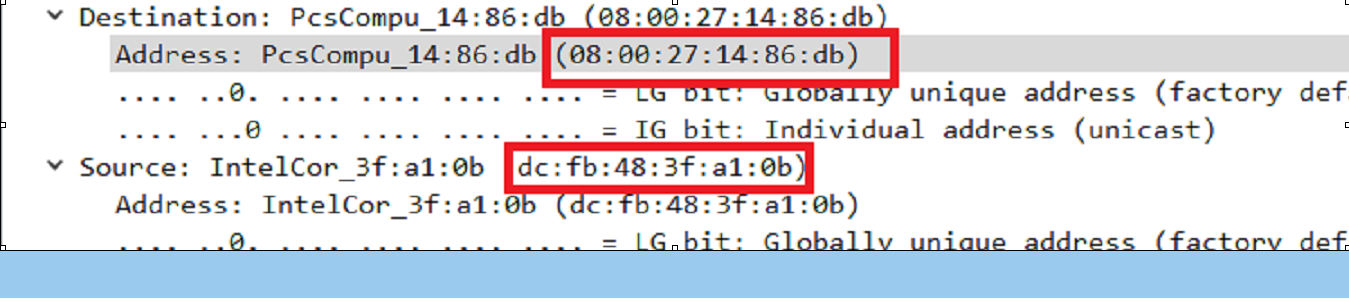 Destination: PcsCompu_14:86:db (08:00:27:14:86:db)
Address: PcsCompu_14:86:db (08:00:27:14:86:db)
.... ..0. .... .... .... .... = LG bit: Globally unique address (factory def
.... ...0 .... .... .... .... = IG bit: Individual address (unicast)
Source: IntelCor_3f:a1:0b dc:fb:48:3f:a1:0b)
Address: IntelCor_3f:a1:0b (dc:fb:48:3f:a1:0b)
.... ..0. .... .... .... .... = LG bit: Globally unique address (factory def